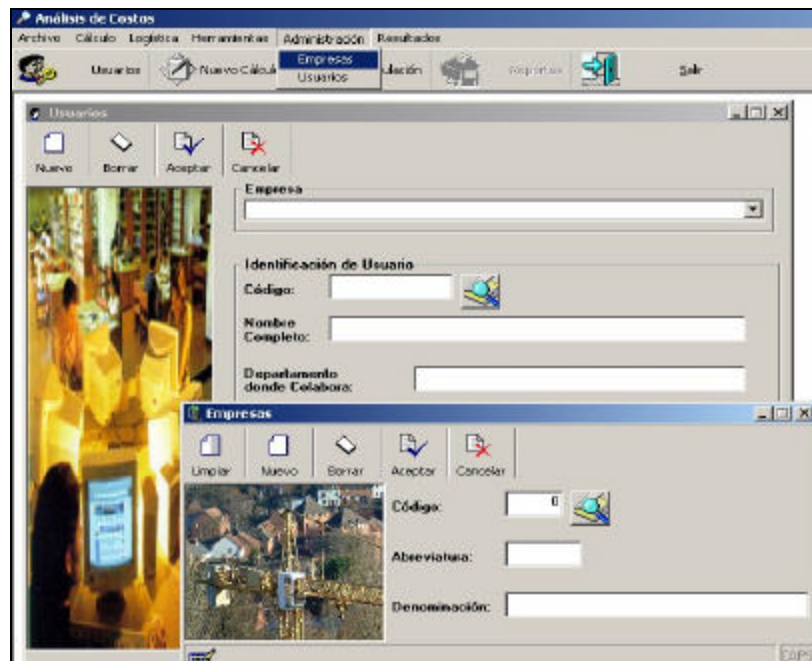 Análisis de Costos
Archivo Cálculo Logística Herramientas Administración Resultados
Empresas
Usuarios
Usuarios Nuevo Cálcul ulación Reportes Salir
Usuarios
Nuevo Borrar Aceptar Cancelar
Empresa
Identificación de Usuario
Código:
Nombre
Completo:
Departamento
donde Colabora:
Empresas
Limpiar Nuevo Borrar Aceptar Cancelar
Código: 0
Abreviatura:
Denominación:
CAPS